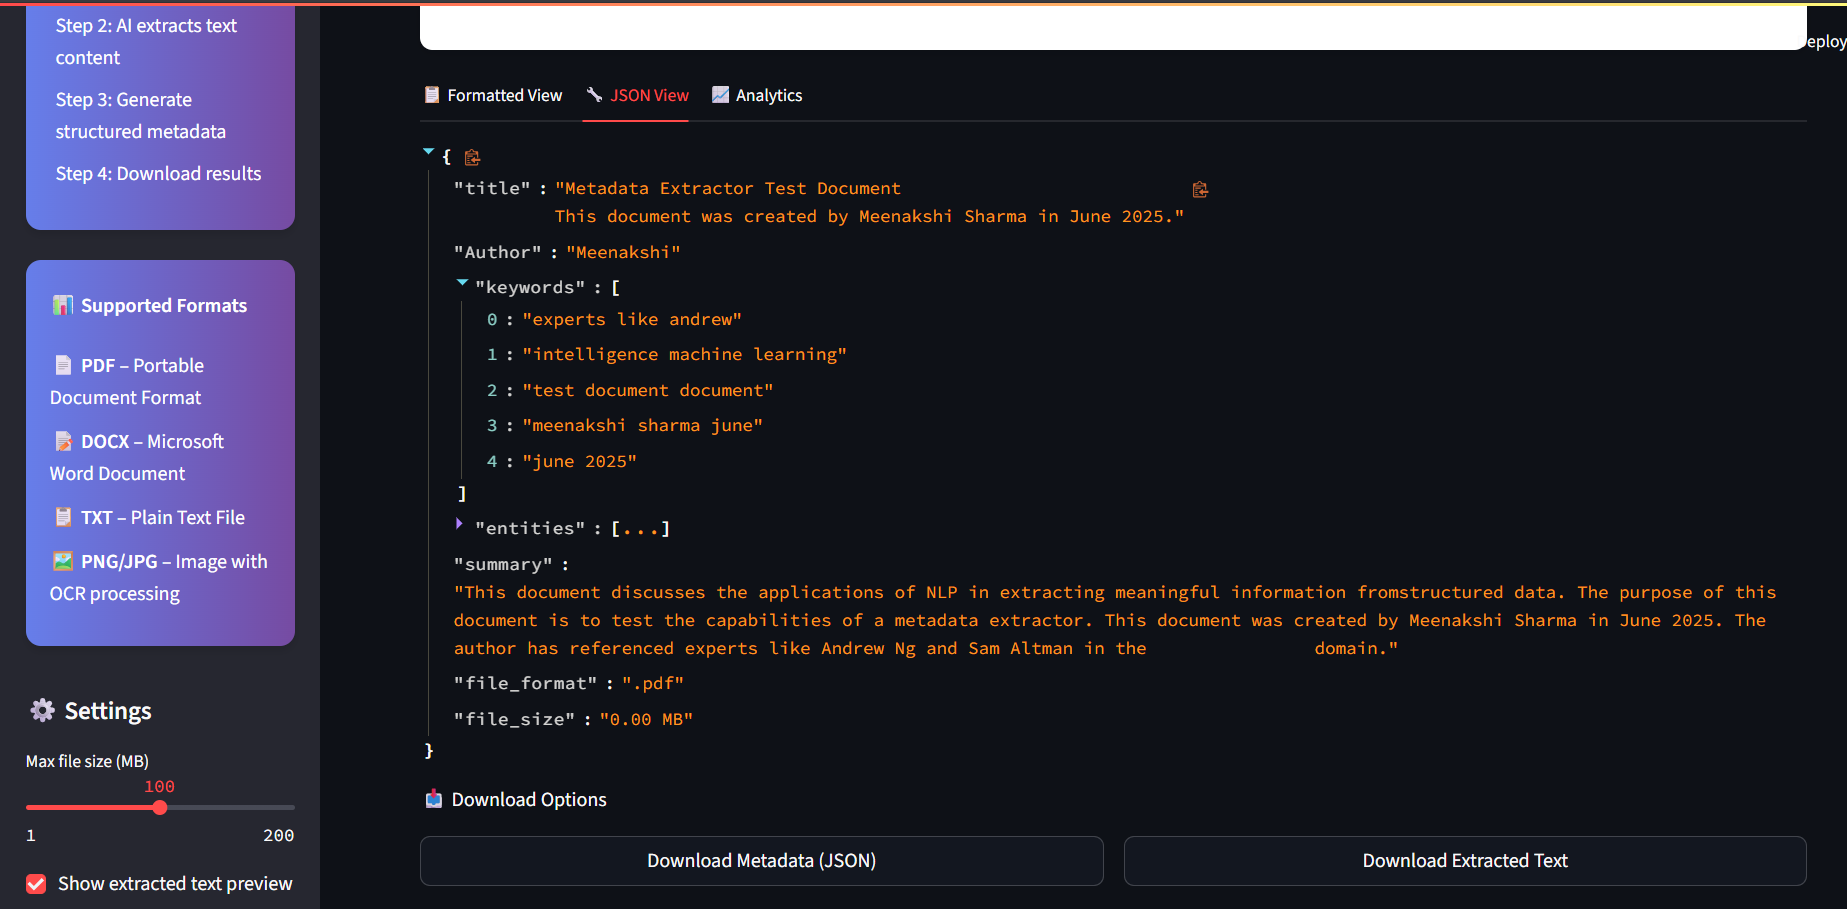 Step 2: AI extracts text
content
Step 3: Generate
structured metadata
Step 4: Download results
Supported Formats
PDF – Portable
Document Format
DOCX – Microsoft
Word Document
TXT – Plain Text File
PNG/JPG – Image with
OCR processing
Settings
Max file size (MB)
100
1 200
Show extracted text preview
eploy
Formatted View JSON View Analytics
{
"title" : "Metadata Extractor Test Document
This document was created by Meenakshi Sharma in June 2025."
"Author" : "Meenakshi"
"keywords" : [
0 : "experts like andrew"
1 : "intelligence machine learning"
2 : "test document document"
3 : "meenakshi sharma june"
4 : "june 2025"
]
"entities" : [...]
"summary" :
"This document discusses the applications of NLP in extracting meaningful information fromstructured data. The purpose of this
document is to test the capabilities of a metadata extractor. This document was created by Meenakshi Sharma in June 2025. The
author has referenced experts like Andrew Ng and Sam Altman in the domain."
"file_format" : ".pdf"
"file_size" : "0.00 MB"
}
Download Options
Download Metadata (JSON) Download Extracted Text